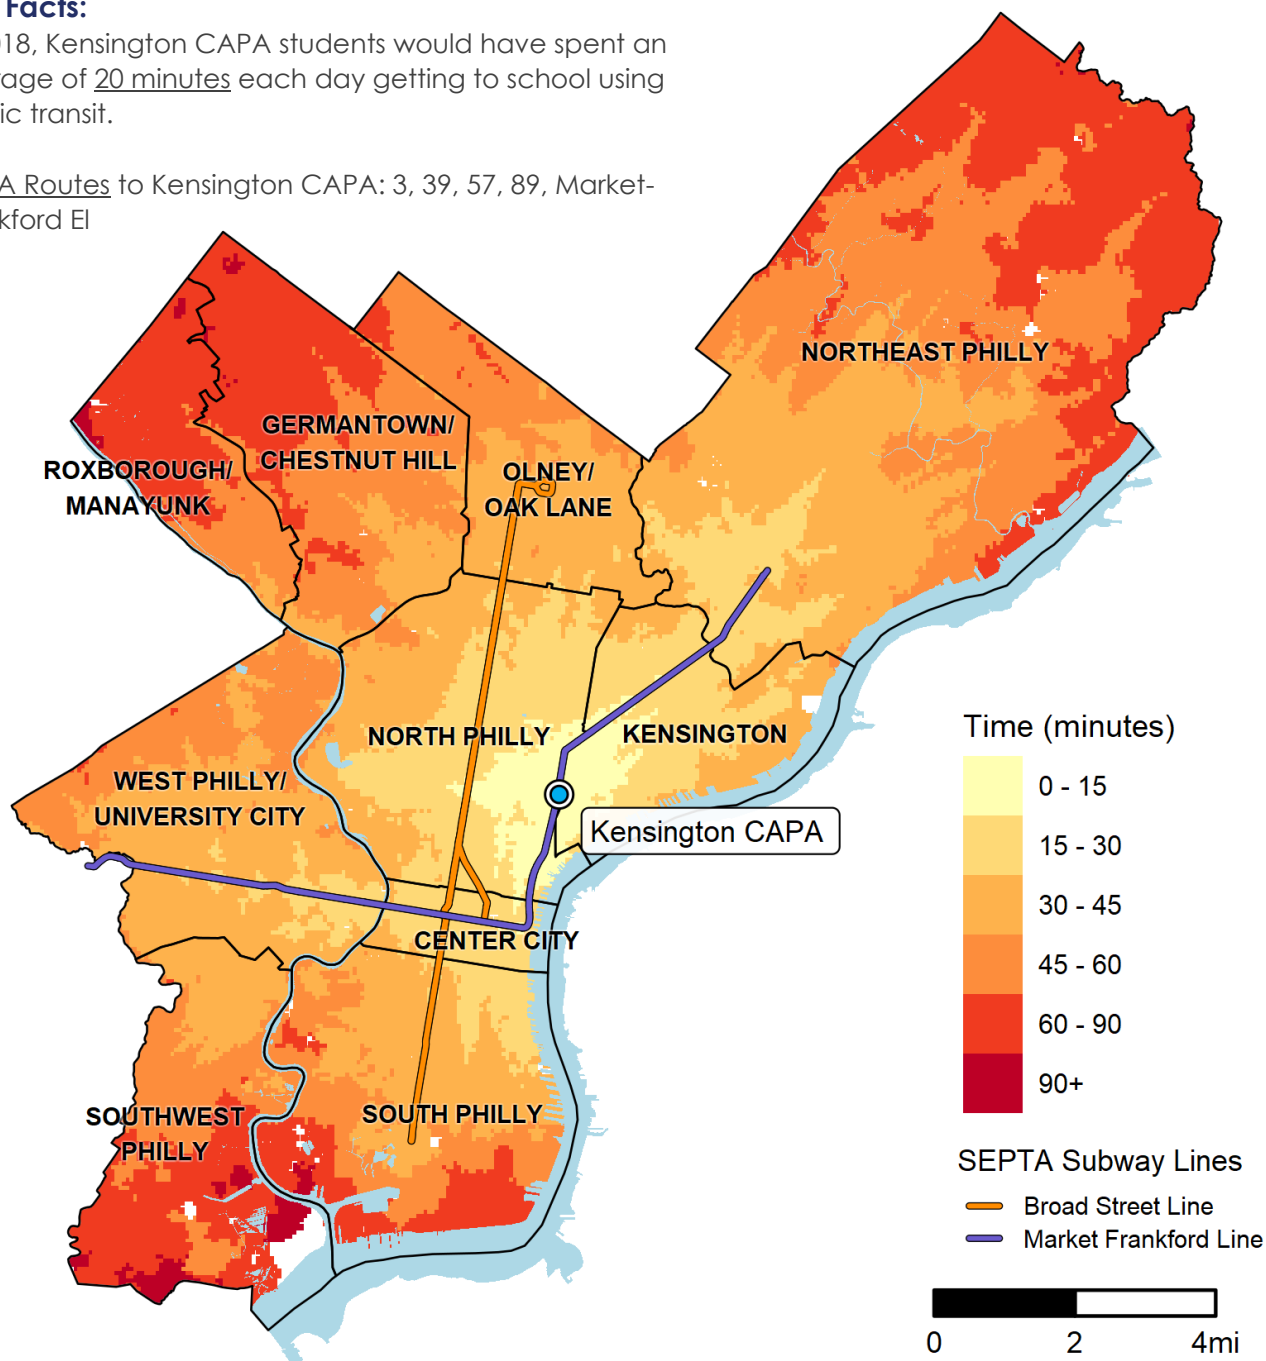 Facts:
018, Kensington CAPA students would have spent an
rage of 20 minutes each day getting to school using
ic transit.
A Routes to Kensington CAPA: 3, 39, 57, 89, Market-
kford El
NORTHEAST PHILLY
GERMANTOWN/
CHESTNUT HILL
ROXBOROUGH/
MANAYUNK
OLNEY/
OAK LANE
NORTH PHILLY
KENSINGTON
WEST PHILLY/
UNIVERSITY CITY
Kensington CAPA
CENTER CITY
SOUTHWEST
PHILLY
SOUTH PHILLY
Time (minutes)
0 - 15
15 - 30
30 - 45
45 - 60
60 - 90
90+
SEPTA Subway Lines
Broad Street Line
Market Frankford Line
0 2 4mi